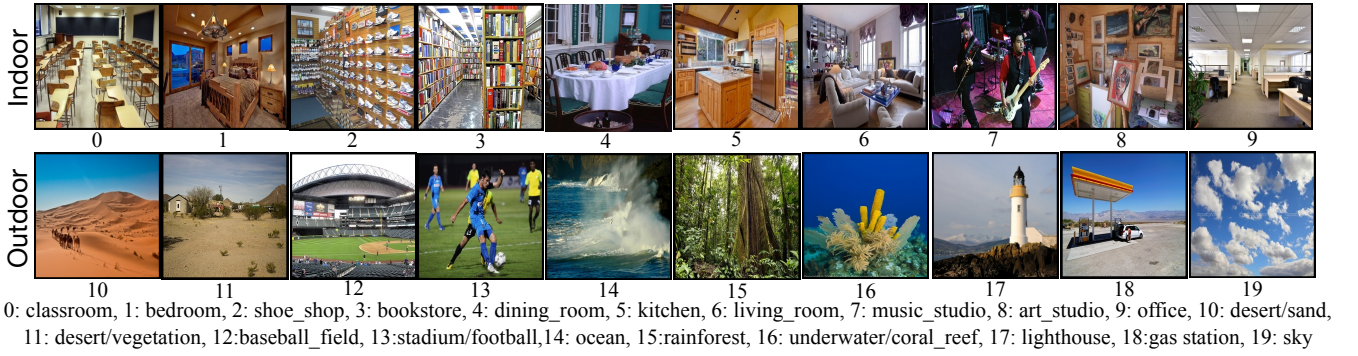 Indoor
0 1 2 3 4 5 6 7 8 9
Outdoor
10 11 12 13 14 15 16 17 18 19
0: classroom, 1: bedroom, 2: shoe_shop, 3: bookstore, 4: dining_room, 5: kitchen, 6: living_room, 7: music_studio, 8: art_studio, 9: office, 10: desert/sand,
11: desert/vegetation, 12:baseball_field, 13:stadium/football,14: ocean, 15:rainforest, 16: underwater/coral_reef, 17: lighthouse, 18:gas station, 19: sky